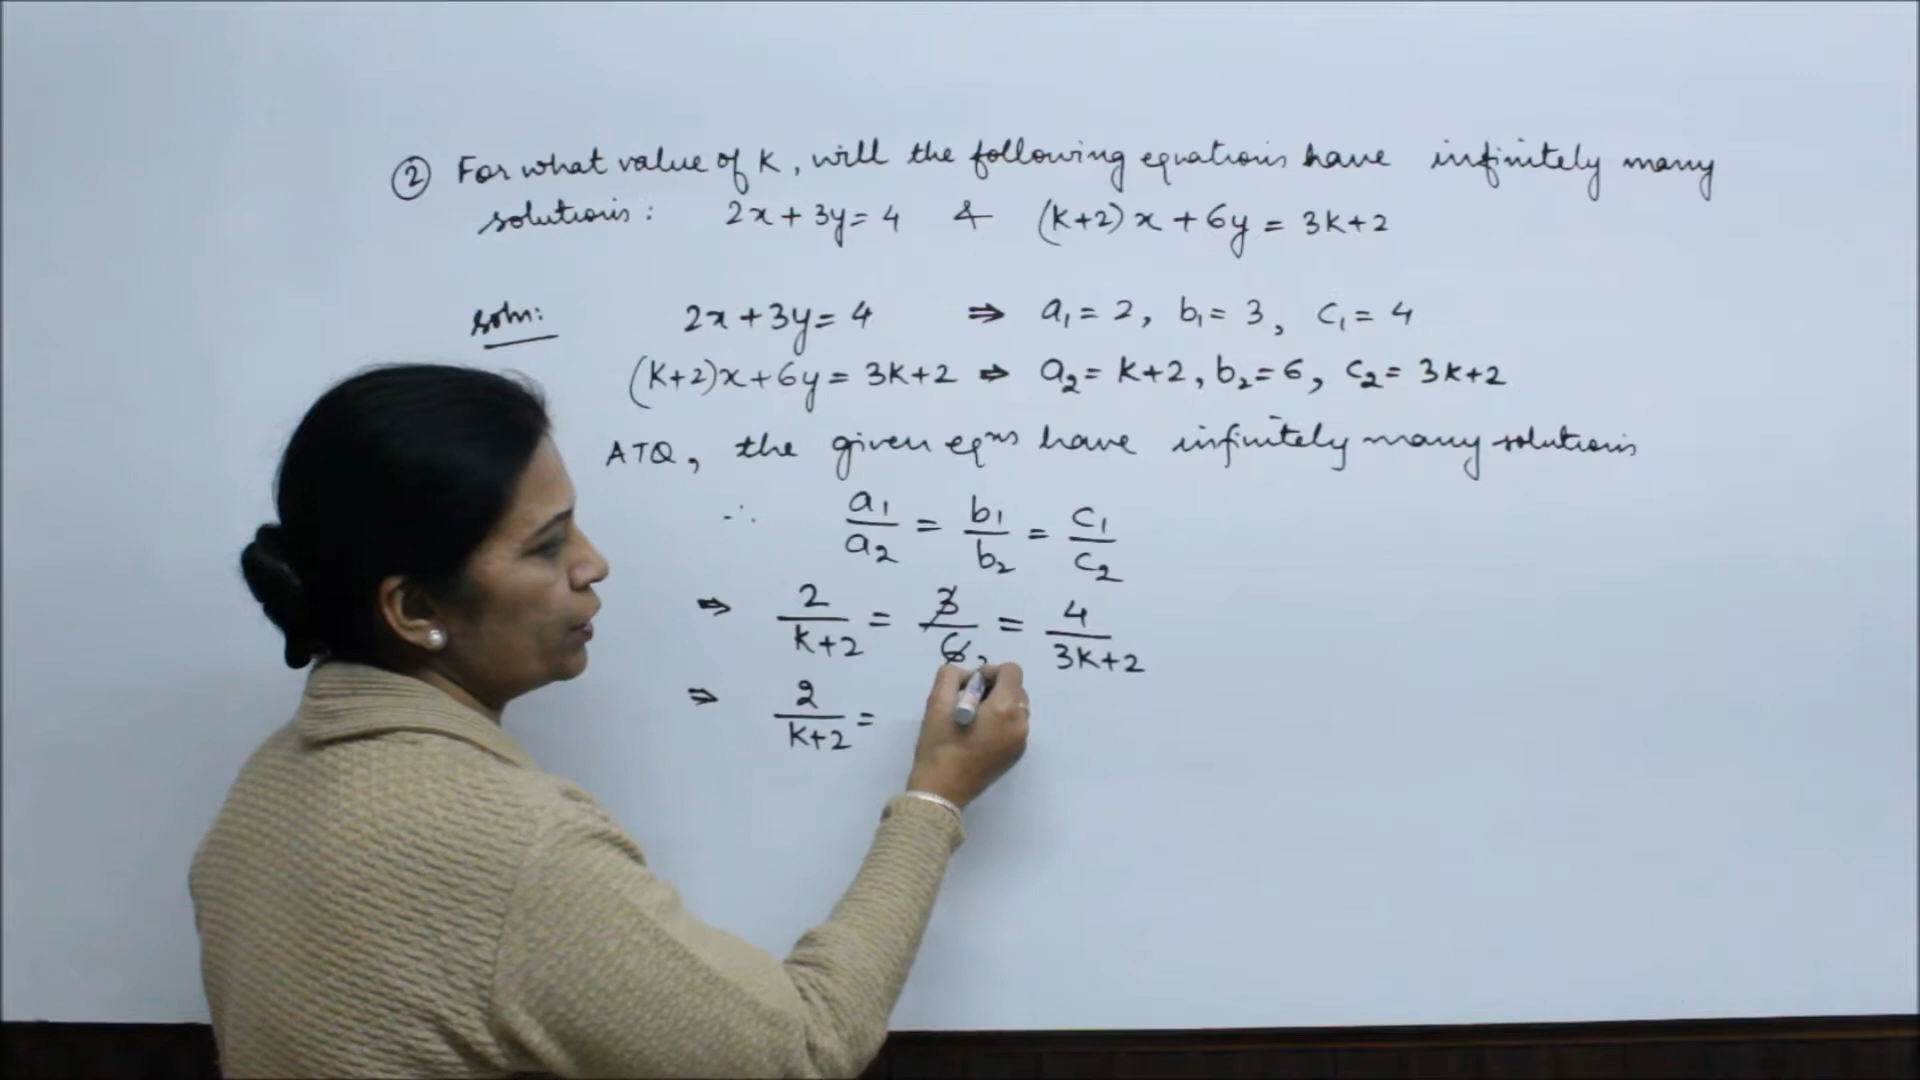 ② For what value of K, will the following equations have infinitely many
solutions: 2x + 3y = 4 & (K+2) x + 6y = 3K+2
soln: 2x + 3y = 4 ⇒ a₁ = 2, b₁ = 3, c₁ = 4
(K+2)x + 6y = 3K+2 ⇒ a₂ = K+2, b₂ = 6, c₂ = 3K+2
ATQ, the given eqns have infinitely many solutions
∴ a₁/a₂ = b₁/b₂ = c₁/c₂
⇒ 2/(K+2) = 3/6 = 4/(3K+2)
⇒ 2/(K+2) =